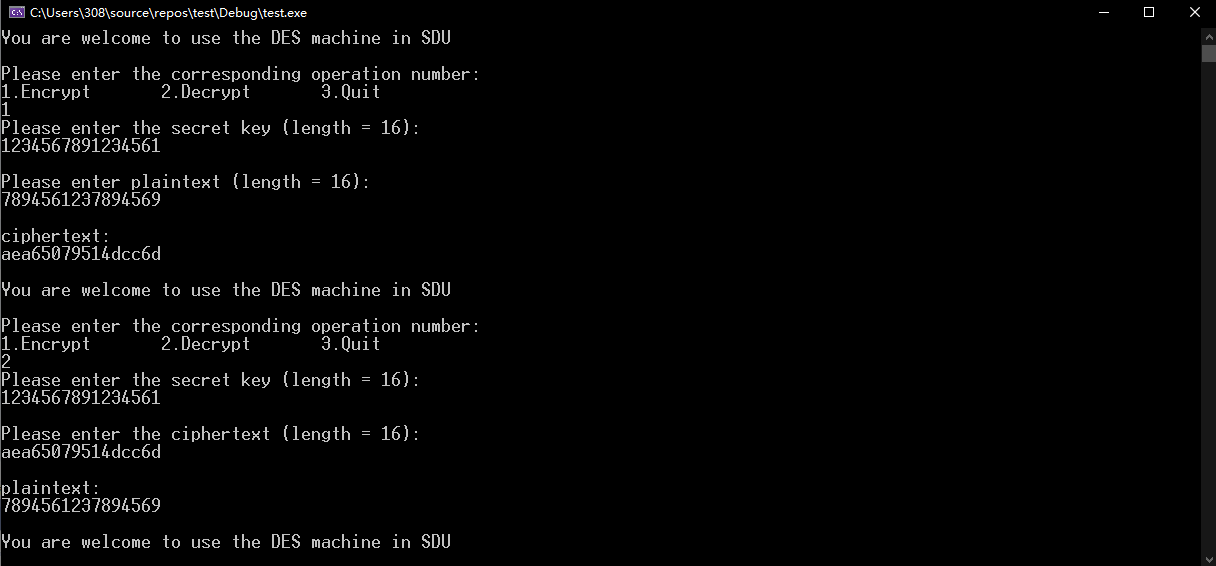 C:\Users\308\source\repos\test\Debug\test.exe
You are welcome to use the DES machine in SDU
Please enter the corresponding operation number:
1.Encrypt 2.Decrypt 3.Quit
1
Please enter the secret key (length = 16):
1234567891234561
Please enter plaintext (length = 16):
7894561237894569
ciphertext:
aea65079514dcc6d
You are welcome to use the DES machine in SDU
Please enter the corresponding operation number:
1.Encrypt 2.Decrypt 3.Quit
2
Please enter the secret key (length = 16):
1234567891234561
Please enter the ciphertext (length = 16):
aea65079514dcc6d
plaintext:
7894561237894569
You are welcome to use the DES machine in SDU